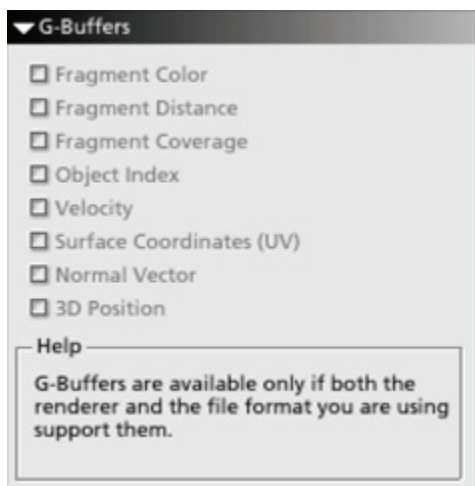 G-Buffers
Fragment Color
Fragment Distance
Fragment Coverage
Object Index
Velocity
Surface Coordinates (UV)
Normal Vector
3D Position
Help
G-Buffers are available only if both the
renderer and the file format you are using
support them.